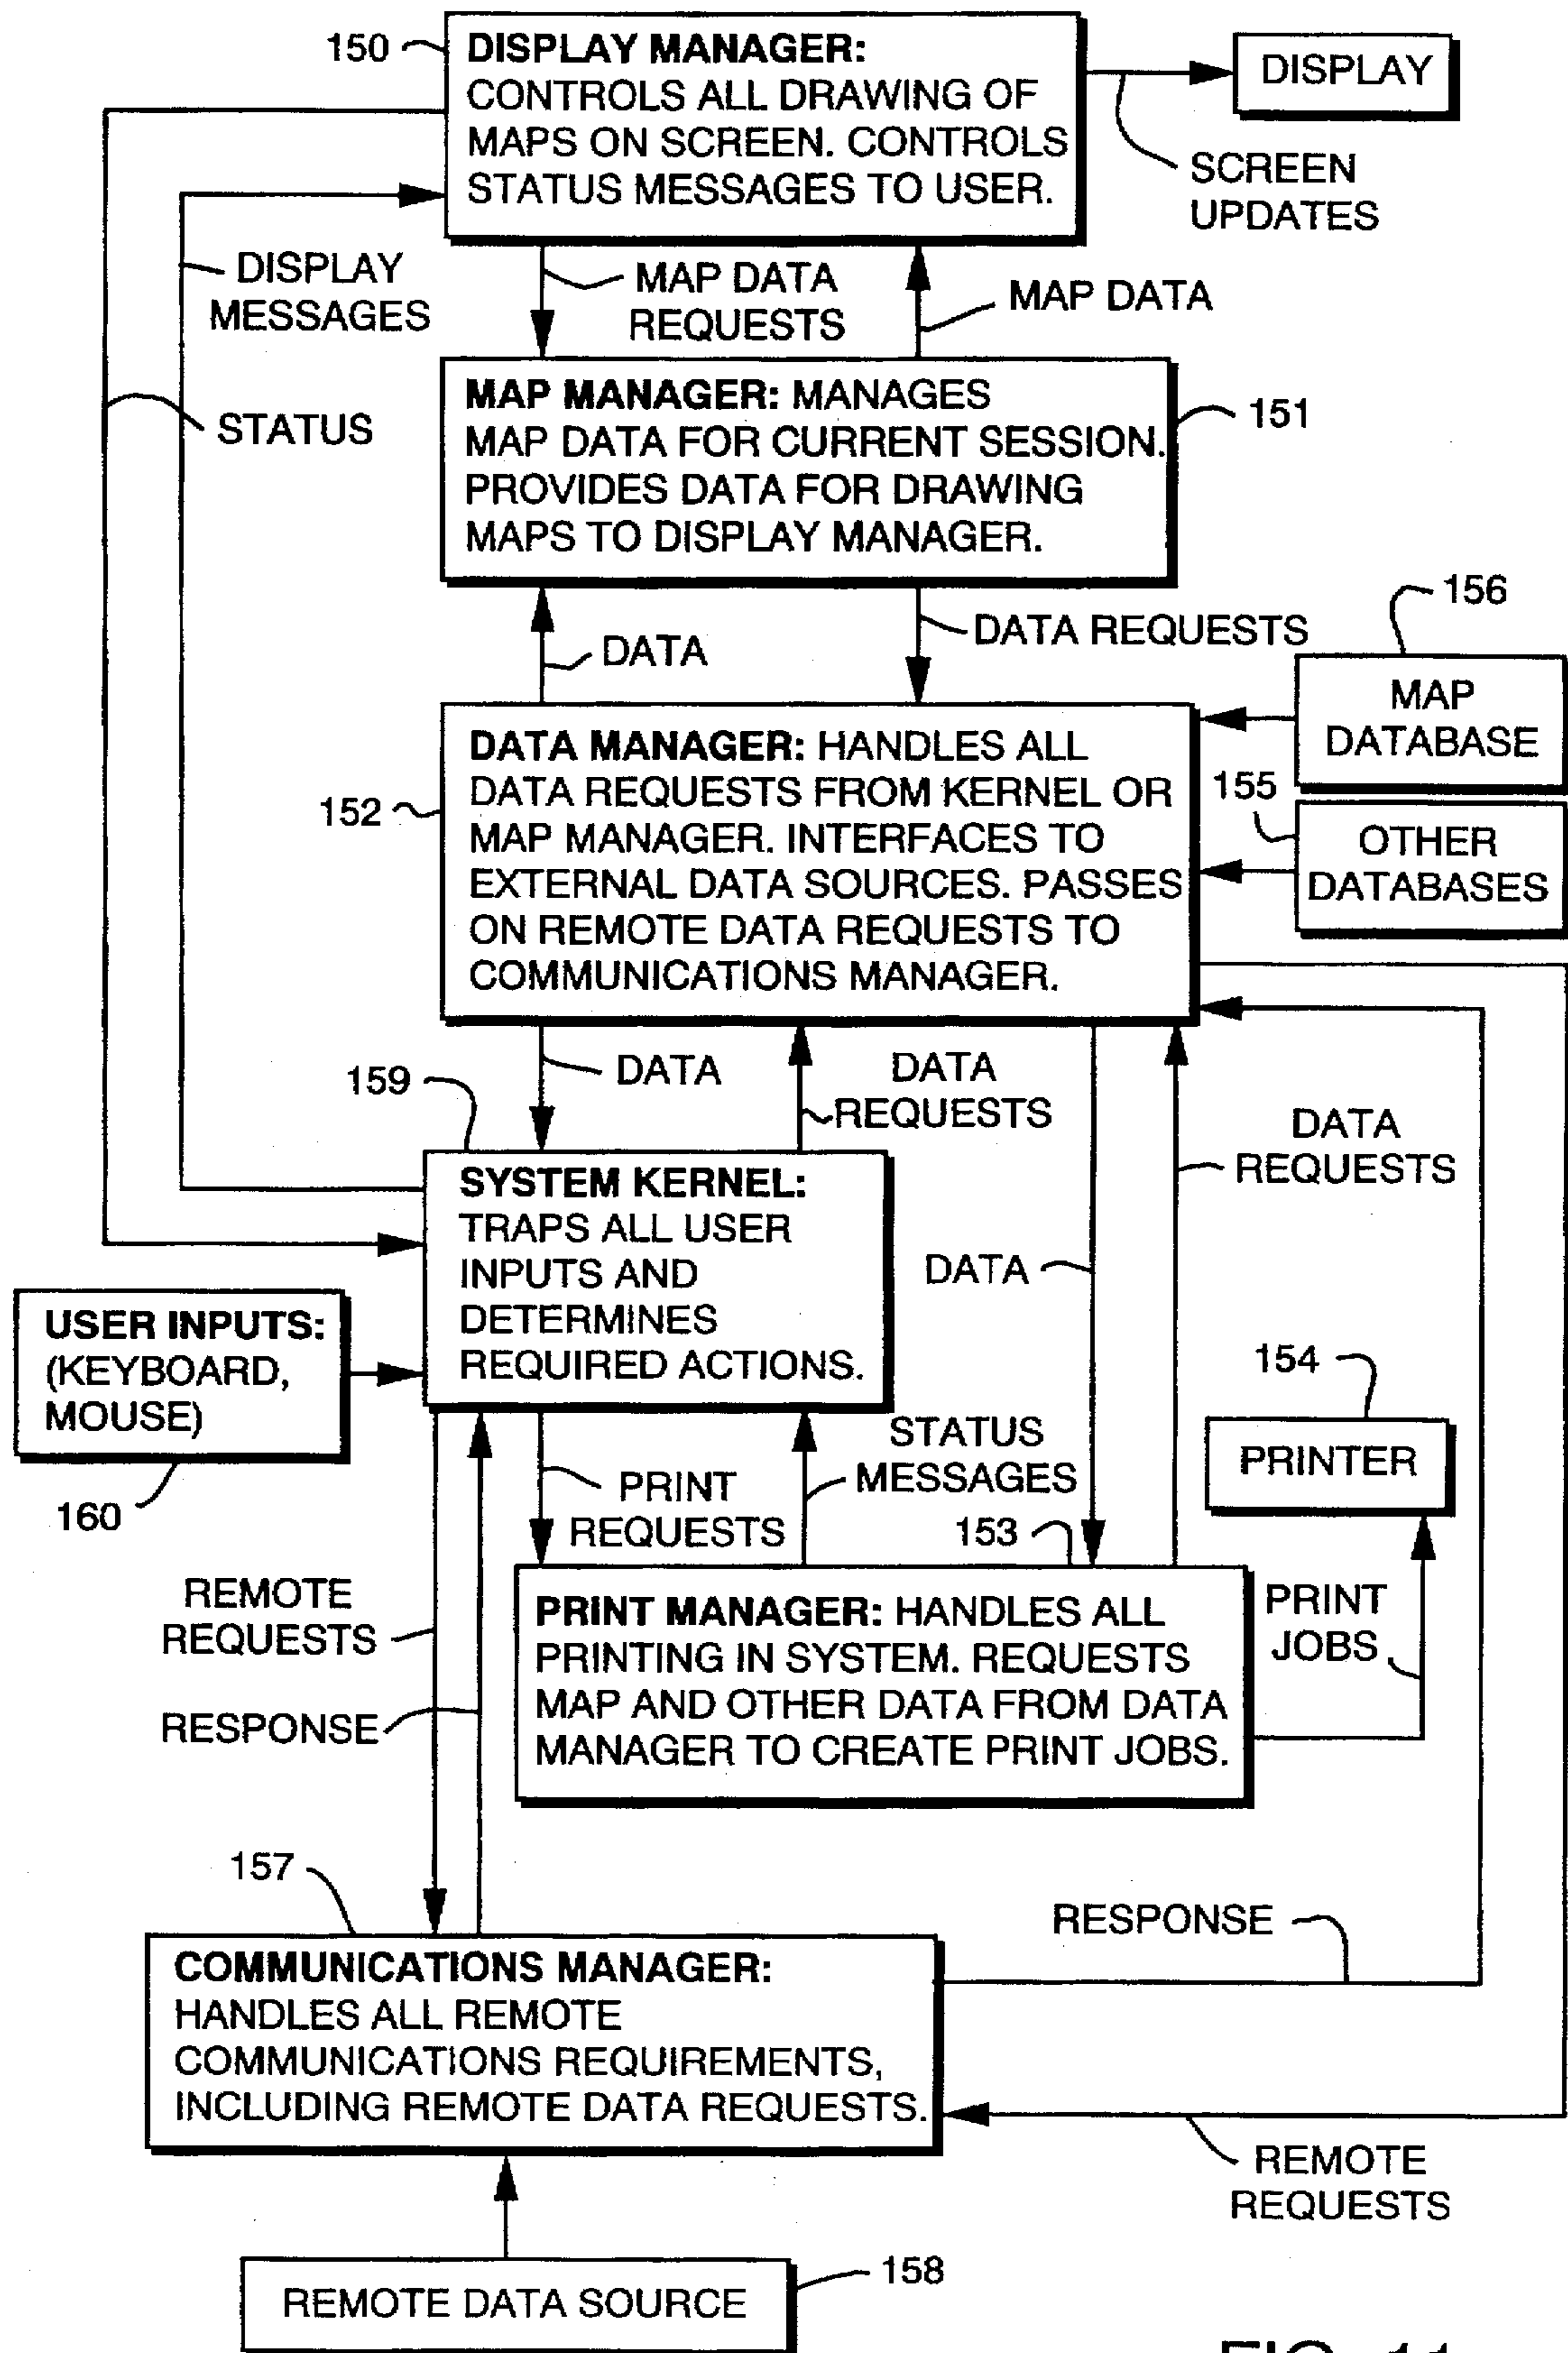 150
DISPLAY MANAGER:
CONTROLS ALL DRAWING OF
MAPS ON SCREEN. CONTROLS
STATUS MESSAGES TO USER.
DISPLAY
SCREEN
UPDATES
DISPLAY
MESSAGES
MAP DATA
REQUESTS
MAP DATA
STATUS
MAP MANAGER: MANAGES
MAP DATA FOR CURRENT SESSION.
PROVIDES DATA FOR DRAWING
MAPS TO DISPLAY MANAGER.
151
DATA
DATA REQUESTS
156
MAP
DATABASE
152
DATA MANAGER: HANDLES ALL
DATA REQUESTS FROM KERNEL OR
MAP MANAGER. INTERFACES TO
EXTERNAL DATA SOURCES. PASSES
ON REMOTE DATA REQUESTS TO
COMMUNICATIONS MANAGER.
155
OTHER
DATABASES
159
DATA
DATA
REQUESTS
DATA
REQUESTS
SYSTEM KERNEL:
TRAPS ALL USER
INPUTS AND
DETERMINES
REQUIRED ACTIONS.
DATA
USER INPUTS:
(KEYBOARD,
MOUSE)
160
154
PRINTER
PRINT
REQUESTS
STATUS
MESSAGES
153
REMOTE
REQUESTS
RESPONSE
PRINT MANAGER: HANDLES ALL
PRINTING IN SYSTEM. REQUESTS
MAP AND OTHER DATA FROM DATA
MANAGER TO CREATE PRINT JOBS.
PRINT
JOBS
157
COMMUNICATIONS MANAGER:
HANDLES ALL REMOTE
COMMUNICATIONS REQUIREMENTS,
INCLUDING REMOTE DATA REQUESTS.
RESPONSE
REMOTE
REQUESTS
REMOTE DATA SOURCE
158
FIG. 11